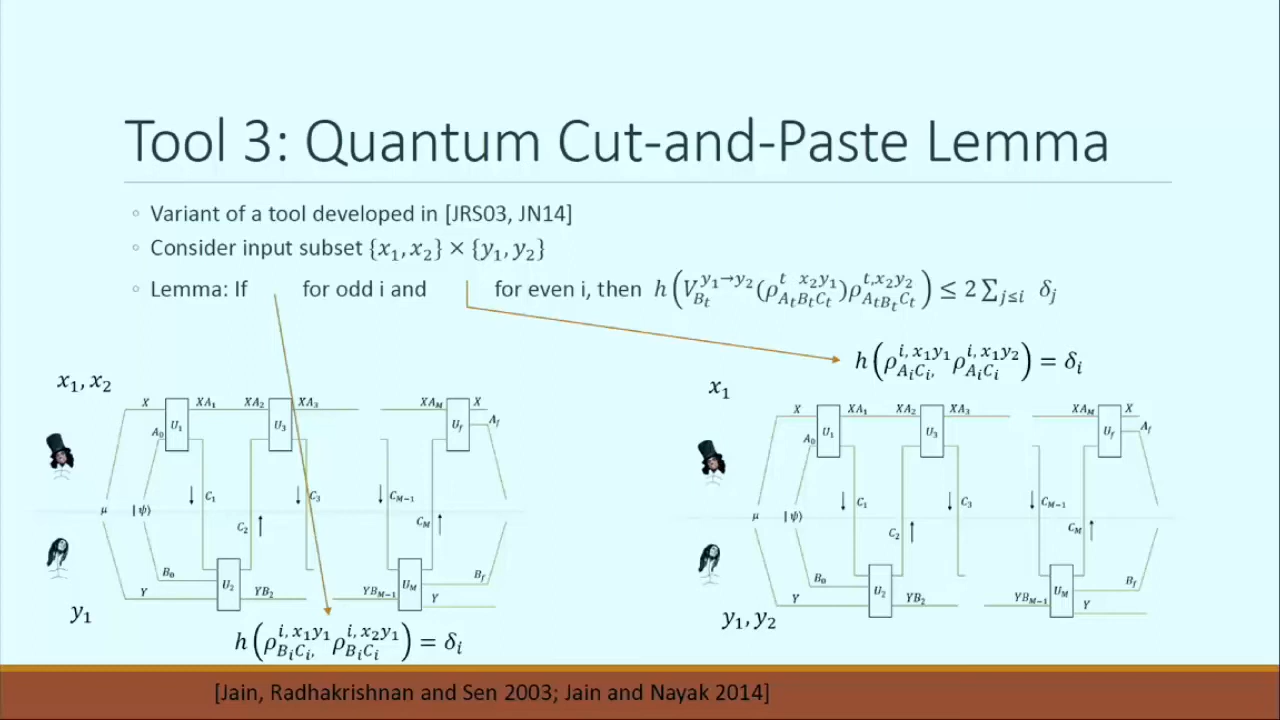 Tool 3: Quantum Cut-and-Paste Lemma
◦ Variant of a tool developed in [JRS03, JN14]
◦ Consider input subset {x₁, x₂} × {y₁, y₂}
◦ Lemma: If for odd i and for even i, then h(V_{B_t}^{y₁→y₂}(ρ_{A_tB_tC_t}^{t x₂y₁})ρ_{A_tB_tC_t}^{t,x₂y₂}) ≤ 2 ∑_{j≤i} δ_j
h(ρ_{A_iC_i,}^{i, x₁y₁}ρ_{A_iC_i}^{i, x₁y₂}) = δ_i
x₁, x₂
X XA₁ XA₂ XA₃ XA_M X
A₀ U₁ U₃ U_f A_f
C₁ C₃ C_{M−1}
μ |ψ⟩ C₂ C_M
B₀ U₂ U_M B_f
Y YB₂ YB_{M−1} Y
y₁
h(ρ_{B_iC_i,}^{i, x₁y₁}ρ_{B_iC_i}^{i, x₂y₁}) = δ_i
x₁
X XA₁ XA₂ XA₃ XA_M X
A₀ U₁ U₃ U_f A_f
C₁ C₃ C_{M−1}
μ |ψ⟩ C₂ C_M
B₀ U₂ U_M B_f
Y YB₂ YB_{M−1} Y
y₁, y₂
[Jain, Radhakrishnan and Sen 2003; Jain and Nayak 2014]